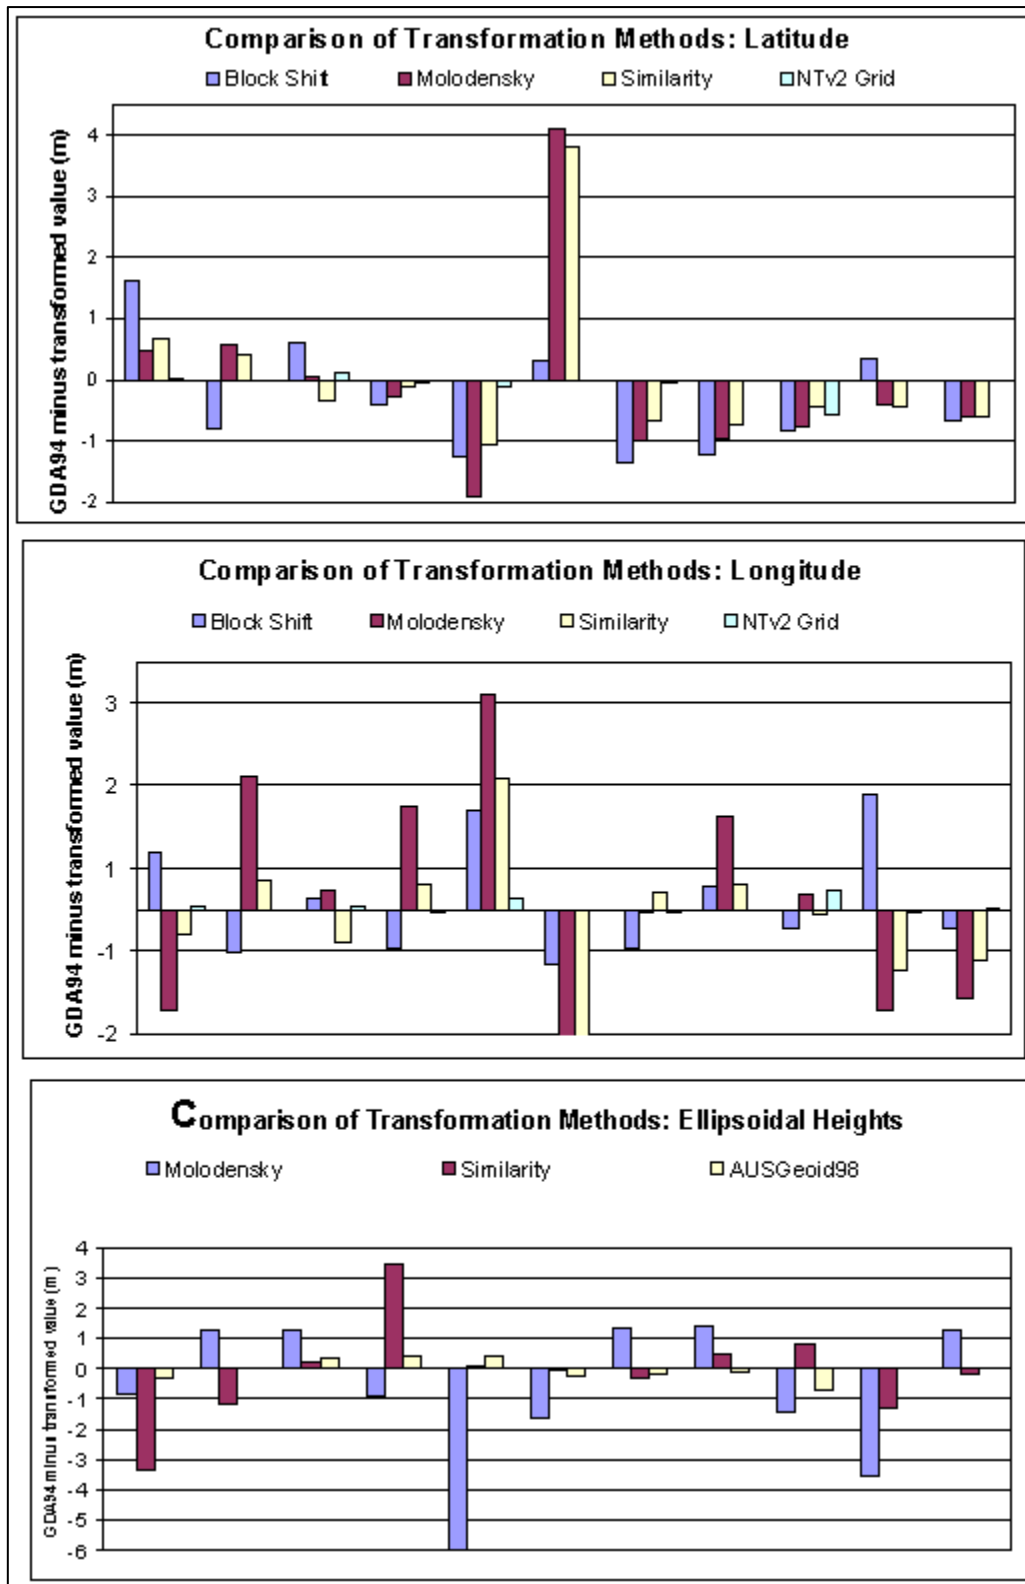 Comparison of Transformation Methods: Latitude
Block Shift Molodensky Similarity NTv2 Grid
GDA94 minus transformed value (m)
4
3
2
1
0
-1
-2
Comparison of Transformation Methods: Longitude
Block Shift Molodensky Similarity NTv2 Grid
GDA94 minus transformed value (m)
3
2
1
-1
-2
Comparison of Transformation Methods: Ellipsoidal Heights
Molodensky Similarity AUSGeoid98
GDA94 minus transformed value (m)
4
3
2
1
0
-1
-2
-3
-4
-5
-6